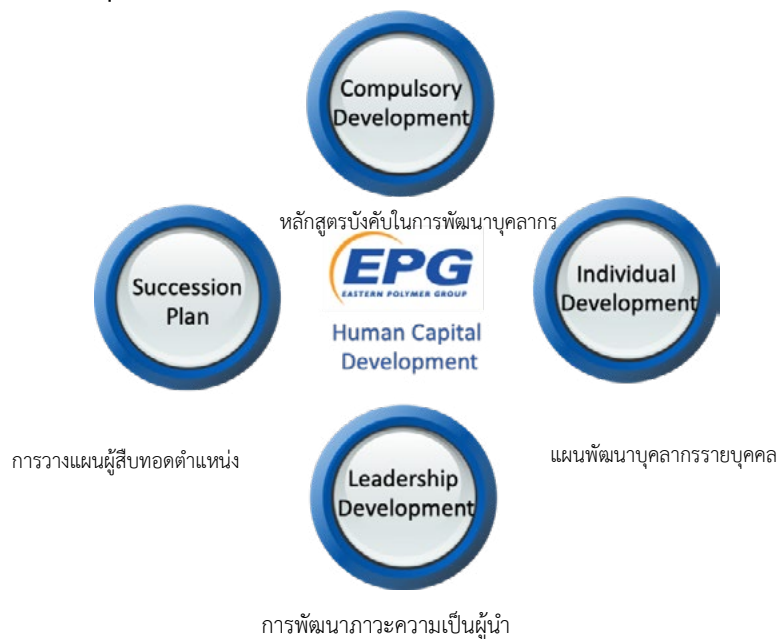 Compulsory
Development
หลักสูตรบังคับในการพัฒนาบุคลากร
Succession
Plan
EPG
EASTERN POLYMER GROUP
Human Capital
Development
Individual
Development
การวางแผนผู้สืบทอดตำแหน่ง
แผนพัฒนาบุคลากรรายบุคคล
Leadership
Development
การพัฒนาภาวะความเป็นผู้นำ